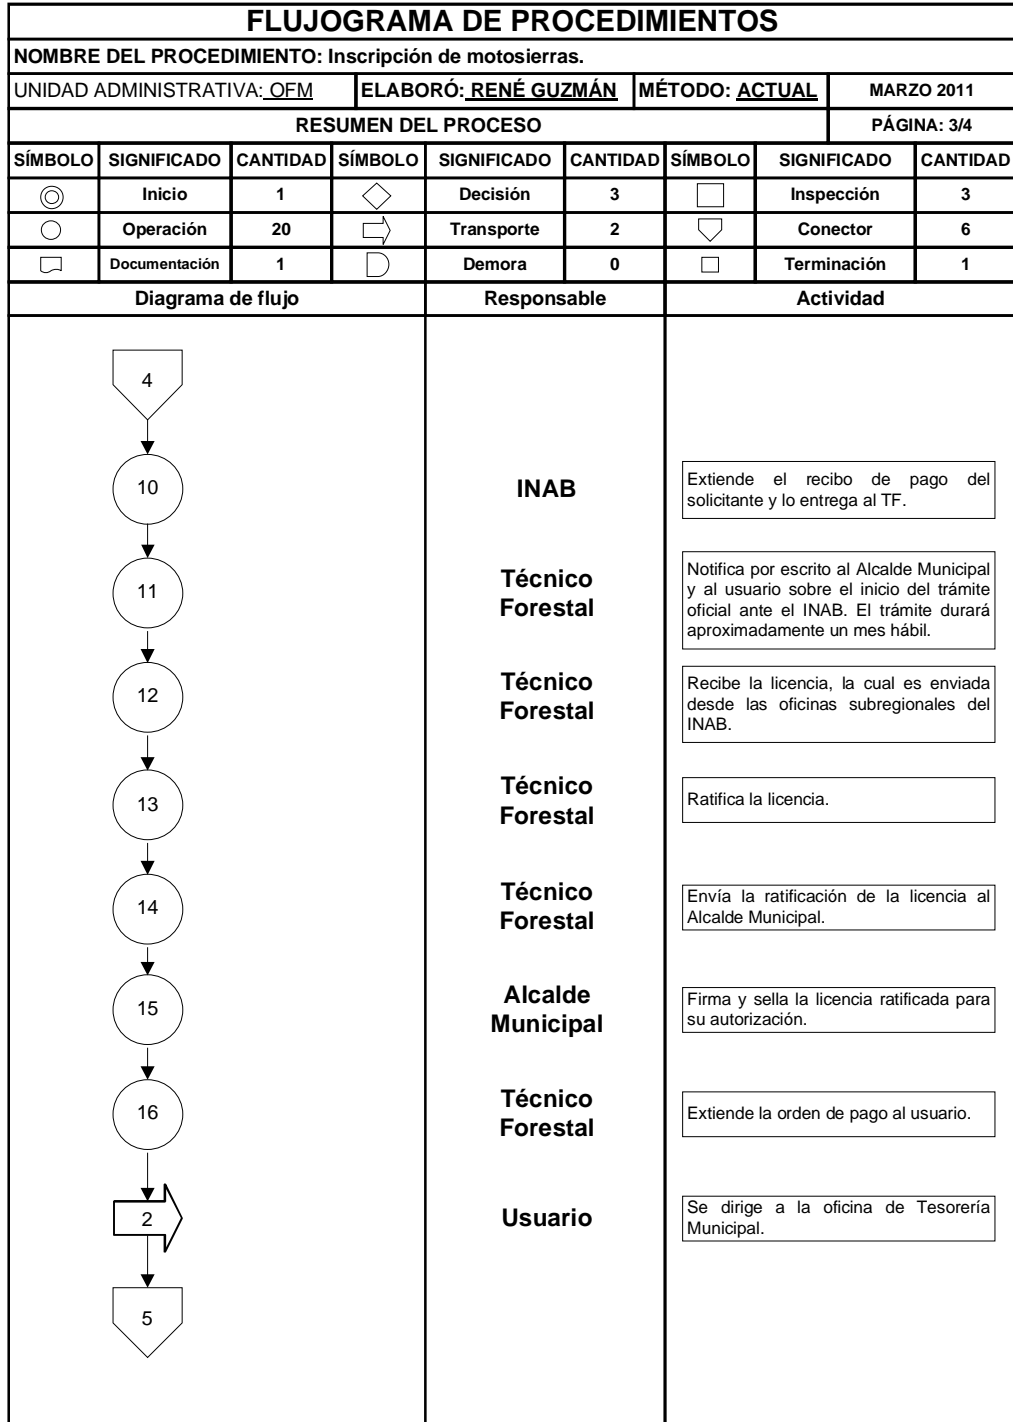 FLUJOGRAMA DE PROCEDIMIENTOS
NOMBRE DEL PROCEDIMIENTO: Inscripción de motosierras.
UNIDAD ADMINISTRATIVA: OFM ELABORÓ: RENÉ GUZMÁN MÉTODO: ACTUAL MARZO 2011
RESUMEN DEL PROCESO PÁGINA: 3/4
SÍMBOLO SIGNIFICADO CANTIDAD SÍMBOLO SIGNIFICADO CANTIDAD SÍMBOLO SIGNIFICADO CANTIDAD
Inicio 1 Decisión 3 Inspección 3
Operación 20 Transporte 2 Conector 6
Documentación 1 Demora 0 Terminación 1
Diagrama de flujo Responsable Actividad
4
10
INAB
Extiende el recibo de pago del
solicitante y lo entrega al TF.
11
Técnico
Forestal
Notifica por escrito al Alcalde Municipal
y al usuario sobre el inicio del trámite
oficial ante el INAB. El trámite durará
aproximadamente un mes hábil.
12
Técnico
Forestal
Recibe la licencia, la cual es enviada
desde las oficinas subregionales del
INAB.
13
Técnico
Forestal
Ratifica la licencia.
14
Técnico
Forestal
Envía la ratificación de la licencia al
Alcalde Municipal.
15
Alcalde
Municipal
Firma y sella la licencia ratificada para
su autorización.
16
Técnico
Forestal
Extiende la orden de pago al usuario.
2
Usuario
Se dirige a la oficina de Tesorería
Municipal.
5